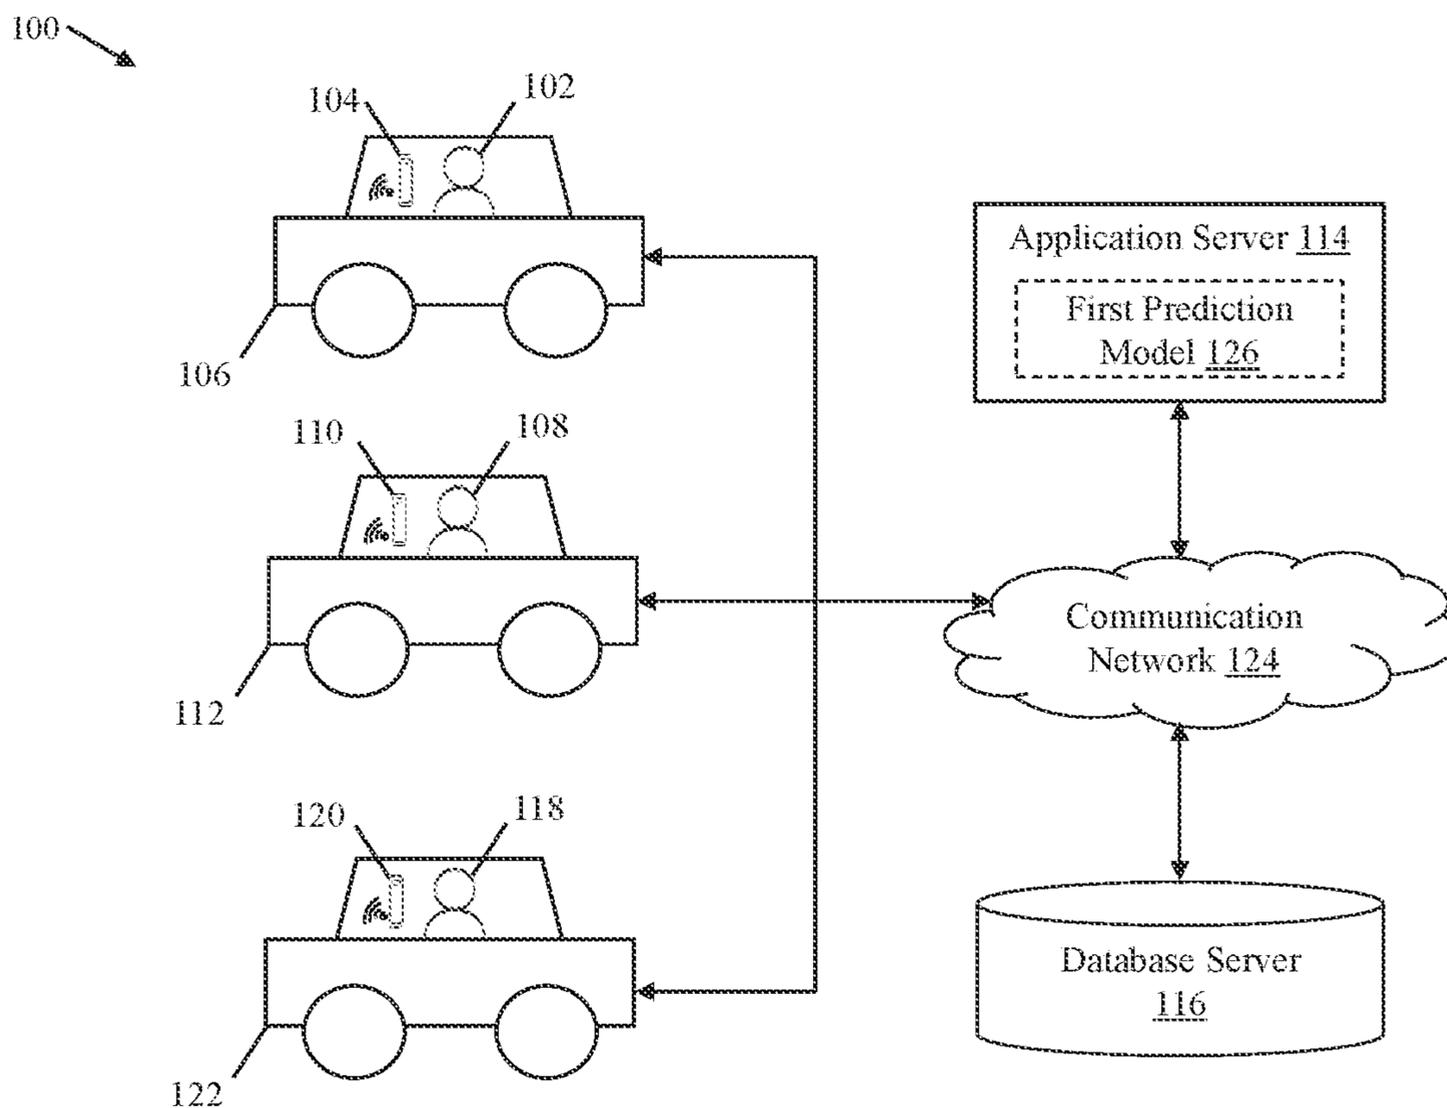 100
104
102
106
110
108
112
120
118
122
Application Server 114
First Prediction
Model 126
Communication
Network 124
Database Server
116